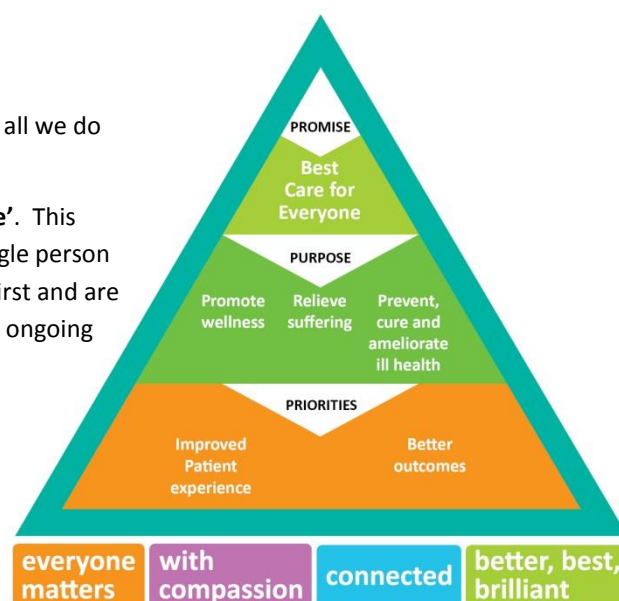 all we do
e'. This
gle person
irst and are
ongoing
PROMISE
Best
Care for
Everyone
PURPOSE
Promote
wellness
Relieve
suffering
Prevent,
cure and
ameliorate
ill health
PRIORITIES
Improved
Patient
experience
Better
outcomes
everyone
matters
with
compassion
connected
better, best,
brilliant